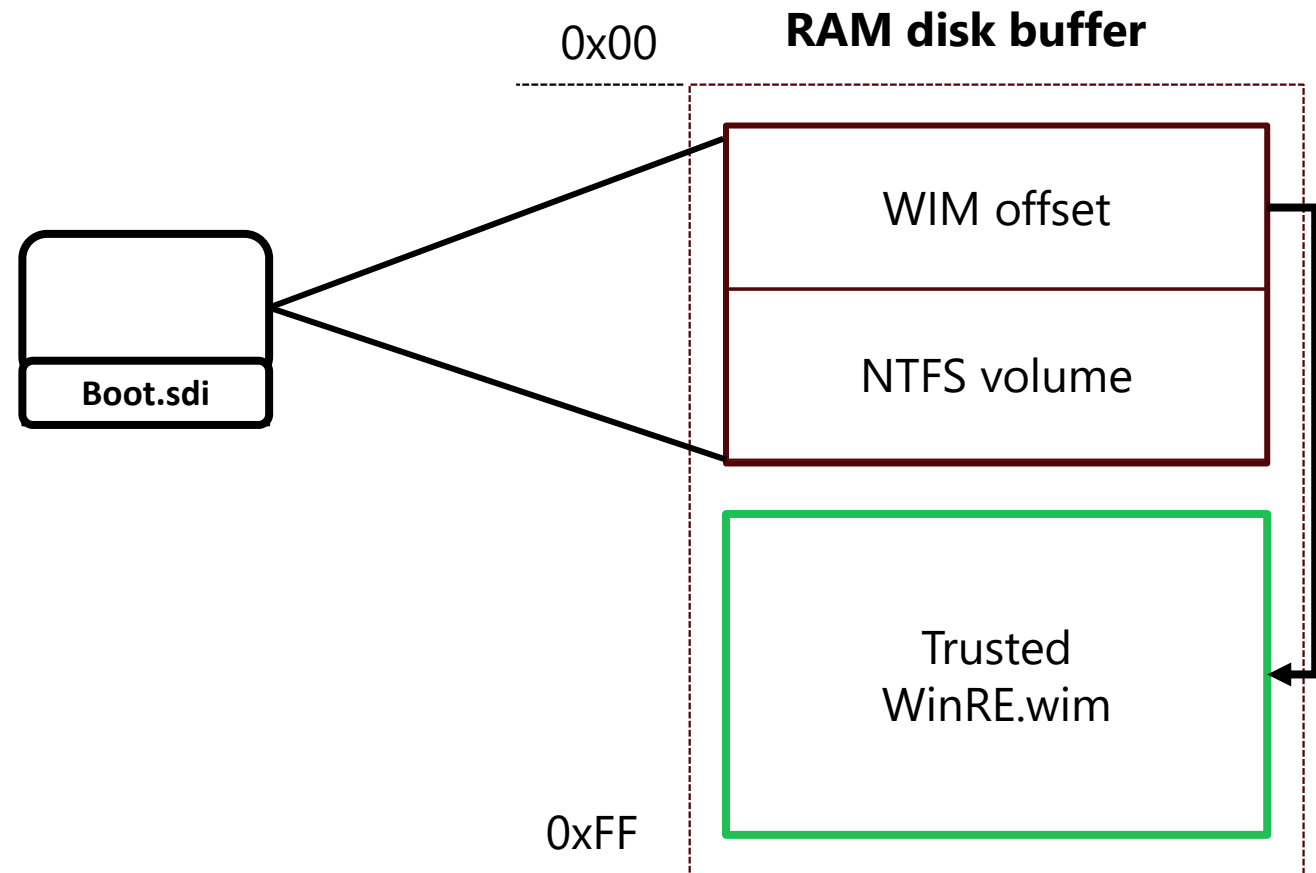 0x00
RAM disk buffer
WIM offset
NTFS volume
Boot.sdi
Trusted
WinRE.wim
0xFF